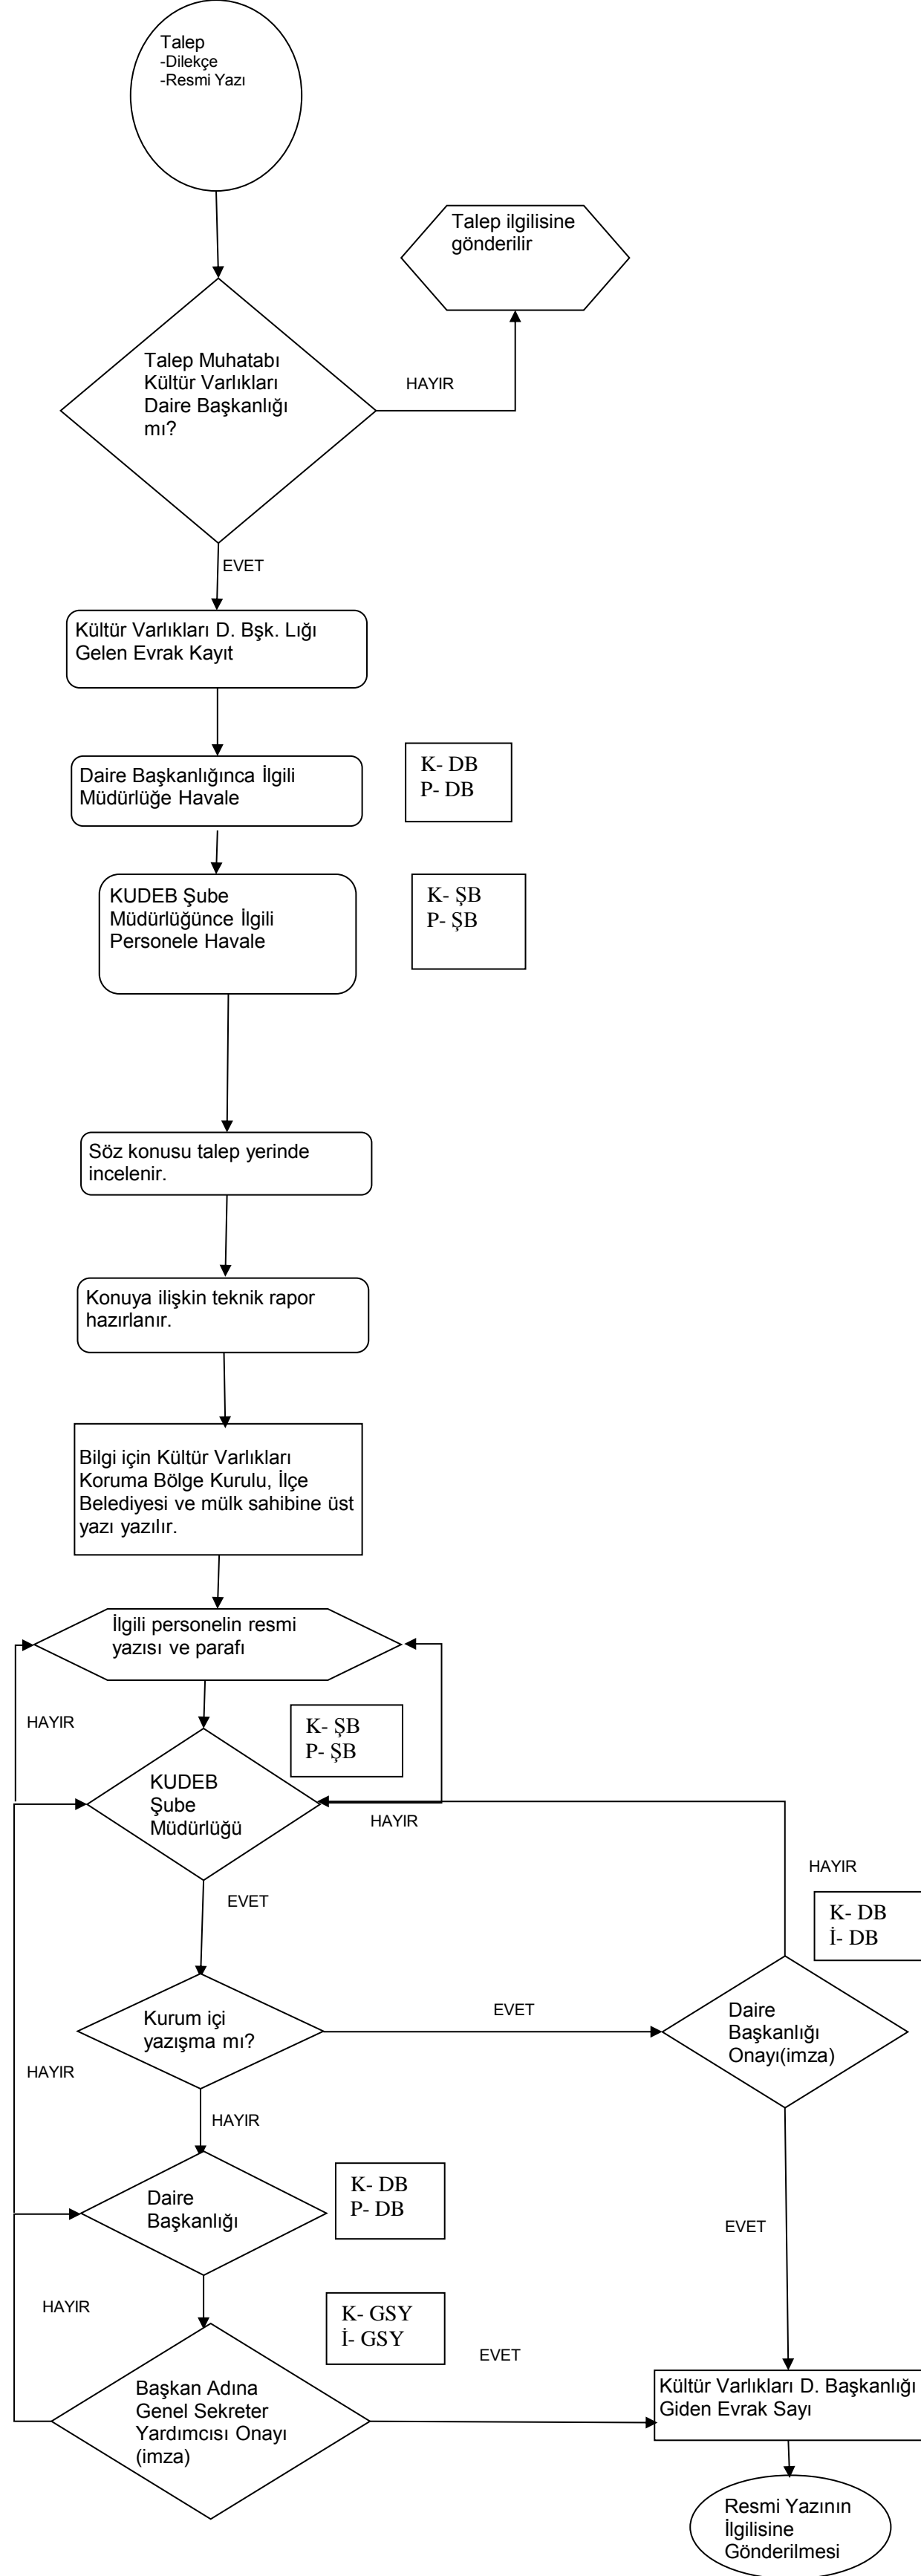 Talep
-Dilekçe
-Resmi Yazı
Talep ilgilisine
gönderilir
Talep Muhatabı
Kültür Varlıkları
Daire Başkanlığı
mı?
HAYIR
EVET
Kültür Varlıkları D. Bşk. Lığı
Gelen Evrak Kayıt
Daire Başkanlığınca İlgili
Müdürlüğe Havale
K- DB
P- DB
KUDEB Şube
Müdürlüğünce İlgili
Personele Havale
K- ŞB
P- ŞB
Söz konusu talep yerinde
incelenir.
Konuya ilişkin teknik rapor
hazırlanır.
Bilgi için Kültür Varlıkları
Koruma Bölge Kurulu, İlçe
Belediyesi ve mülk sahibine üst
yazı yazılır.
İlgili personelin resmi
yazısı ve parafı
HAYIR
K- ŞB
P- ŞB
KUDEB
Şube
Müdürlüğü
HAYIR
HAYIR
EVET
K- DB
İ- DB
Kurum içi
yazışma mı?
EVET
Daire
Başkanlığı
Onayı(imza)
HAYIR
HAYIR
Daire
Başkanlığı
K- DB
P- DB
EVET
HAYIR
K- GSY
İ- GSY
EVET
Başkan Adına
Genel Sekreter
Yardımcısı Onayı
(imza)
Kültür Varlıkları D. Başkanlığı
Giden Evrak Sayı
Resmi Yazının
İlgilisine
Gönderilmesi